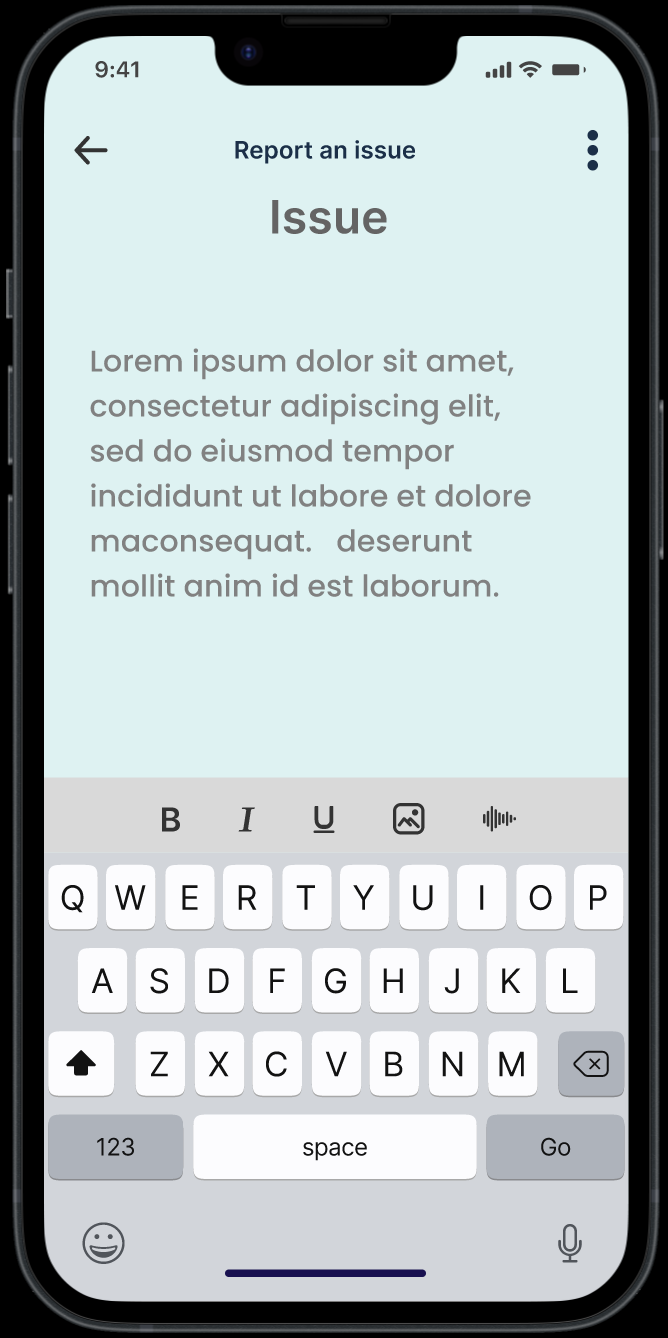 9:41
Report an issue
Issue
Lorem ipsum dolor sit amet,
consectetur adipiscing elit,
sed do eiusmod tempor
incididunt ut labore et dolore
maconsequat.   deserunt
mollit anim id est laborum.
B I U
Q W E R T Y U I O P
A S D F G H J K L
Z X C V B N M
123 space Go